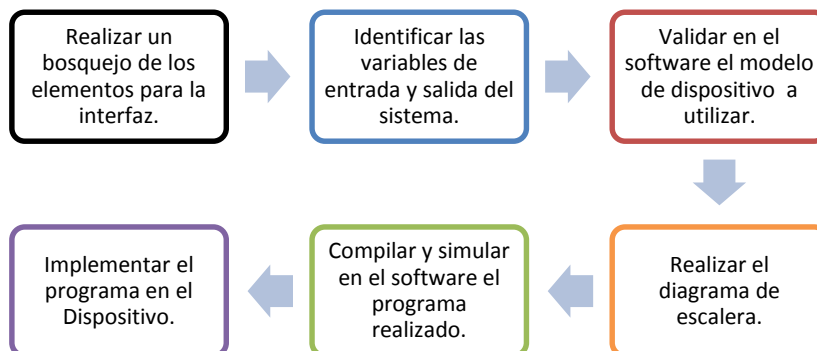 Realizar un
bosquejo de los
elementos para la
interfaz.
Identificar las
variables de
entrada y salida del
sistema.
Validar en el
software el modelo
de dispositivo a
utilizar.
Realizar el
diagrama de
escalera.
Compilar y simular
en el software el
programa
realizado.
Implementar el
programa en el
Dispositivo.